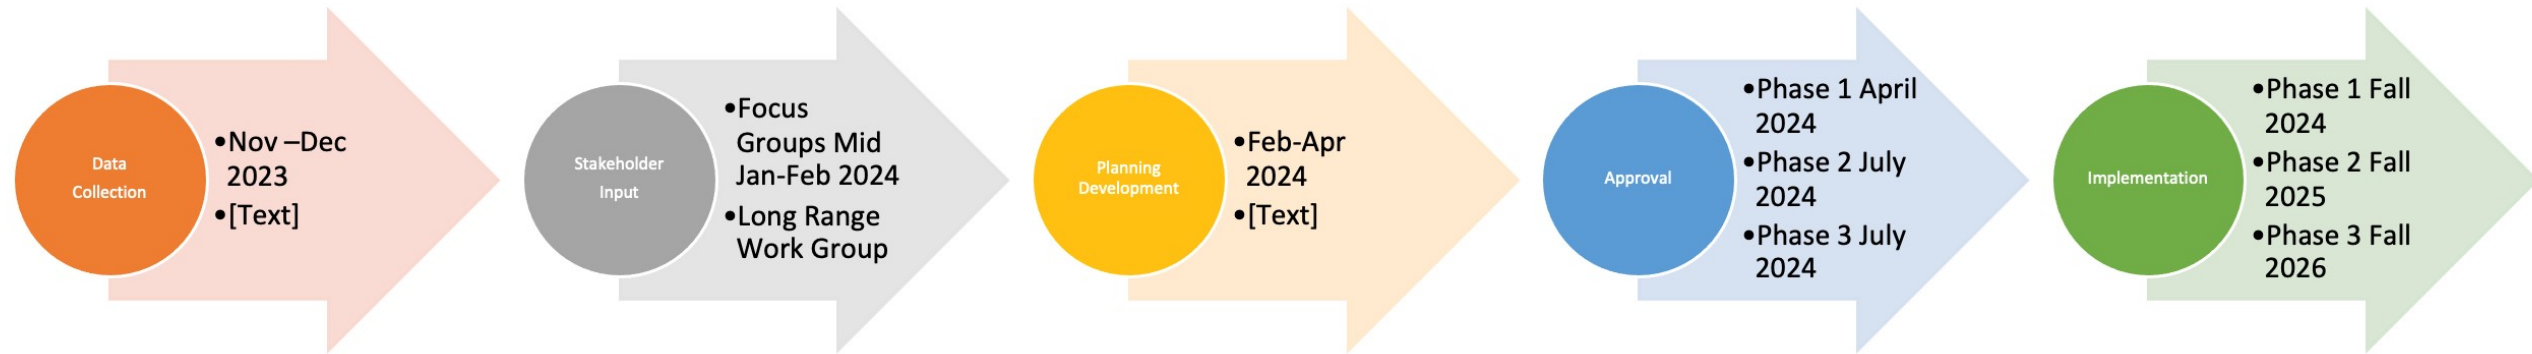 Data
Collection
•Nov –Dec
2023
•[Text]
Stakeholder
Input
•Focus
Groups Mid
Jan-Feb 2024
•Long Range
Work Group
Planning
Development
•Feb-Apr
2024
•[Text]
Approval
•Phase 1 April
2024
•Phase 2 July
2024
•Phase 3 July
2024
Implementation
•Phase 1 Fall
2024
•Phase 2 Fall
2025
•Phase 3 Fall
2026